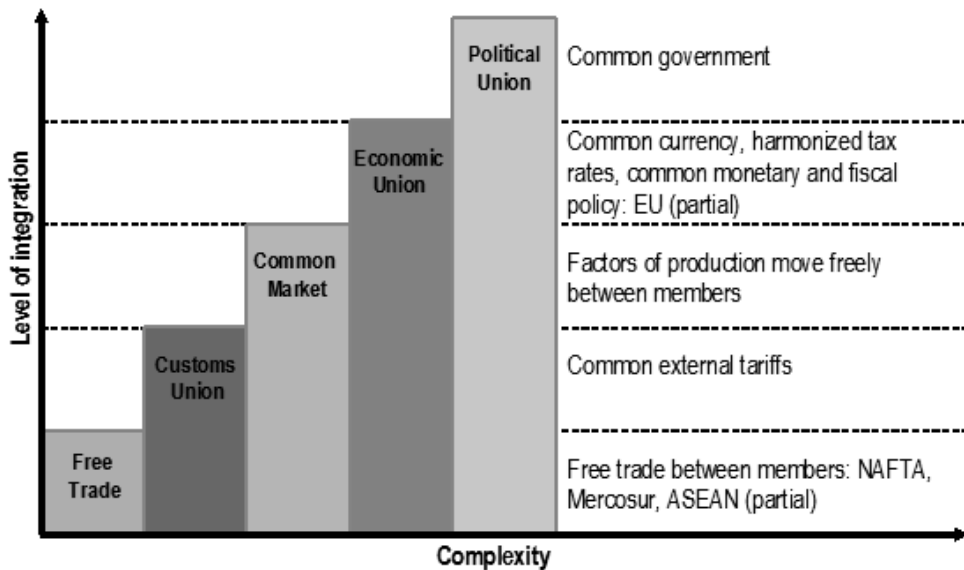 Level of integration
Political
Union
Common government
Economic
Union
Common currency, harmonized tax
rates, common monetary and fiscal
policy: EU (partial)
Common
Market
Factors of production move freely
between members
Customs
Union
Common external tariffs
Free
Trade
Free trade between members: NAFTA,
Mercosur, ASEAN (partial)
Complexity